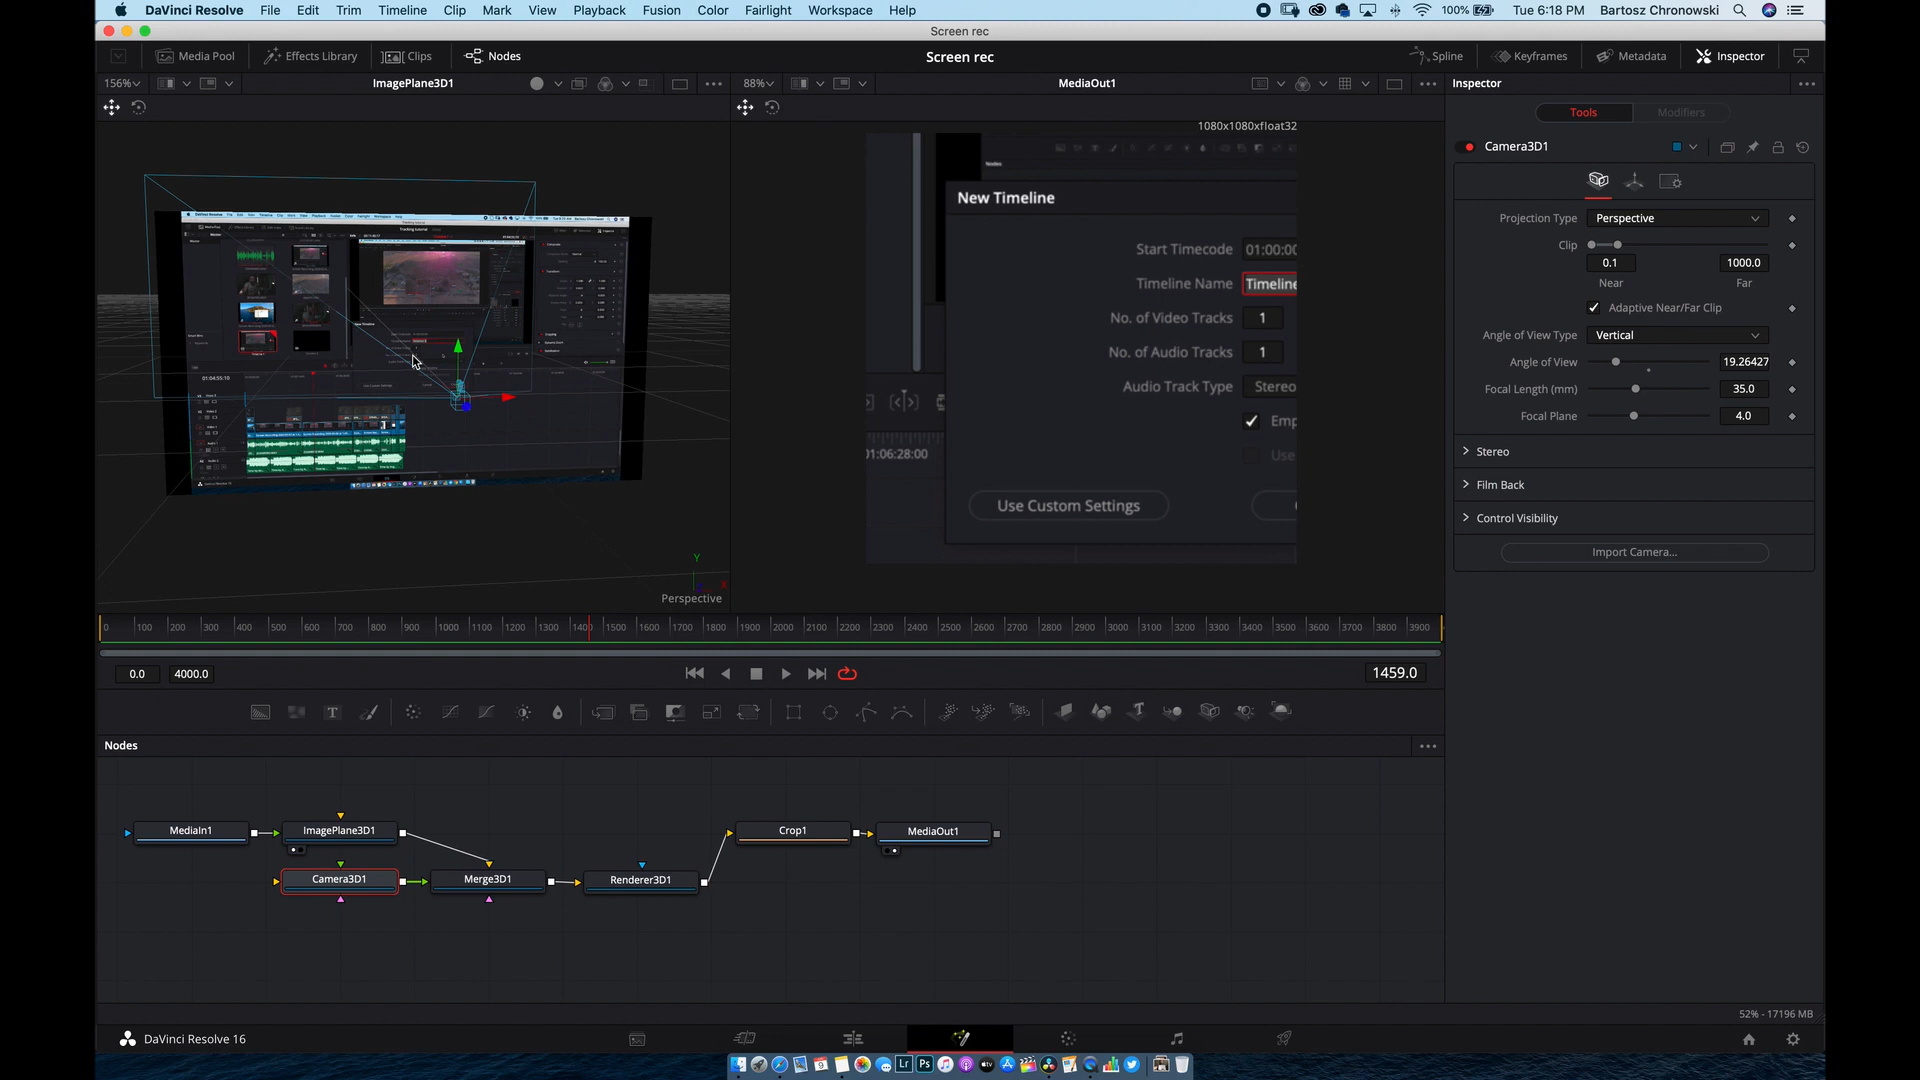 DaVinci Resolve File Edit Trim Timeline Clip Mark View Playback Fusion Color Fairlight Workspace Help 100% Tue 6:18 PM Bartosz Chronowski
Screen rec
Media Pool Effects Library Clips Nodes Screen rec Spline Keyframes Metadata Inspector
156% ImagePlane3D1 88% MediaOut1 Inspector
Tools Modifiers
1080x1080xfloat32
Camera3D1
Nodes
New Timeline
Start Timecode 01:00:00
Timeline Name Timeline
No. of Video Tracks 1
No. of Audio Tracks 1
Audio Track Type Stereo
Emp
Use
01:06:28:00
Use Custom Settings
01:04:55:10
Y
Perspective
Projection Type Perspective
Clip
0.1 1000.0
Near Far
Adaptive Near/Far Clip
Angle of View Type Vertical
Angle of View 19.26427
Focal Length (mm) 35.0
Focal Plane 4.0
Stereo
Film Back
Control Visibility
Import Camera...
0 100 200 300 400 500 600 700 800 900 1000 1100 1200 1300 1400 1500 1600 1700 1800 1900 2000 2100 2200 2300 2400 2500 2600 2700 2800 2900 3000 3100 3200 3300 3400 3500 3600 3700 3800 3900
0.0 4000.0 1459.0
T
Nodes
MediaIn1 ImagePlane3D1 Crop1 MediaOut1
Camera3D1 Merge3D1 Renderer3D1
52% - 17196 MB
DaVinci Resolve 16
Lr Ps